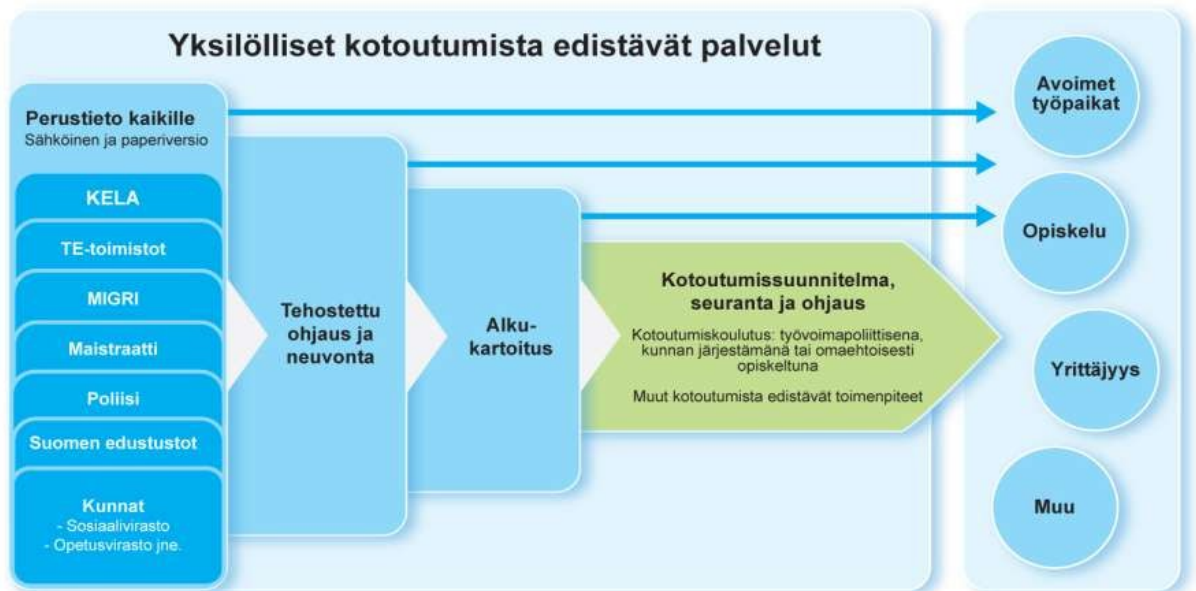 Yksilölliset kotoutumista edistävät palvelut
Perustieto kaikille
Sähköinen ja paperiversio
KELA
TE-toimistot
MIGRI
Maistraatti
Poliisi
Suomen edustustot
Kunnat
- Sosiaalivirasto
- Opetusvirasto jne.
Tehostettu
ohjaus ja
neuvonta
Alku-
kartoitus
Kotoutumissuunnitelma,
seuranta ja ohjaus
Kotoutumiskoulutus: työvoimapoliittisena,
kunnan järjestämänä tai omaehtoisesti
opiskeltuna
Muut kotoutumista edistävät toimenpiteet
Avoimet
työpaikat
Opiskelu
Yrittäjyys
Muu